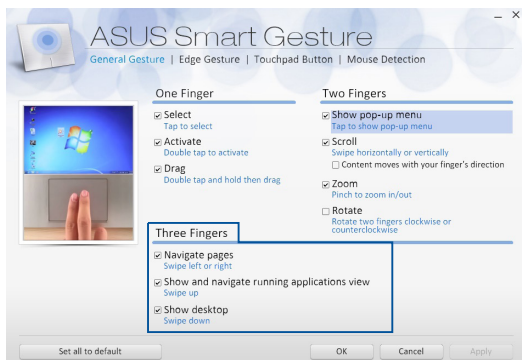 ASUS Smart Gesture
General Gesture | Edge Gesture | Touchpad Button | Mouse Detection
One Finger
Select
Tap to select
Activate
Double tap to activate
Drag
Double tap and hold then drag
Two Fingers
Show pop-up menu
Tap to show pop-up menu
Scroll
Swipe horizontally or vertically
Content moves with your finger's direction
Zoom
Pinch to zoom in/out
Rotate
Rotate two fingers clockwise or
counterclockwise
Three Fingers
Navigate pages
Swipe left or right
Show and navigate running applications view
Swipe up
Show desktop
Swipe down
Set all to default
OK
Cancel
Apply